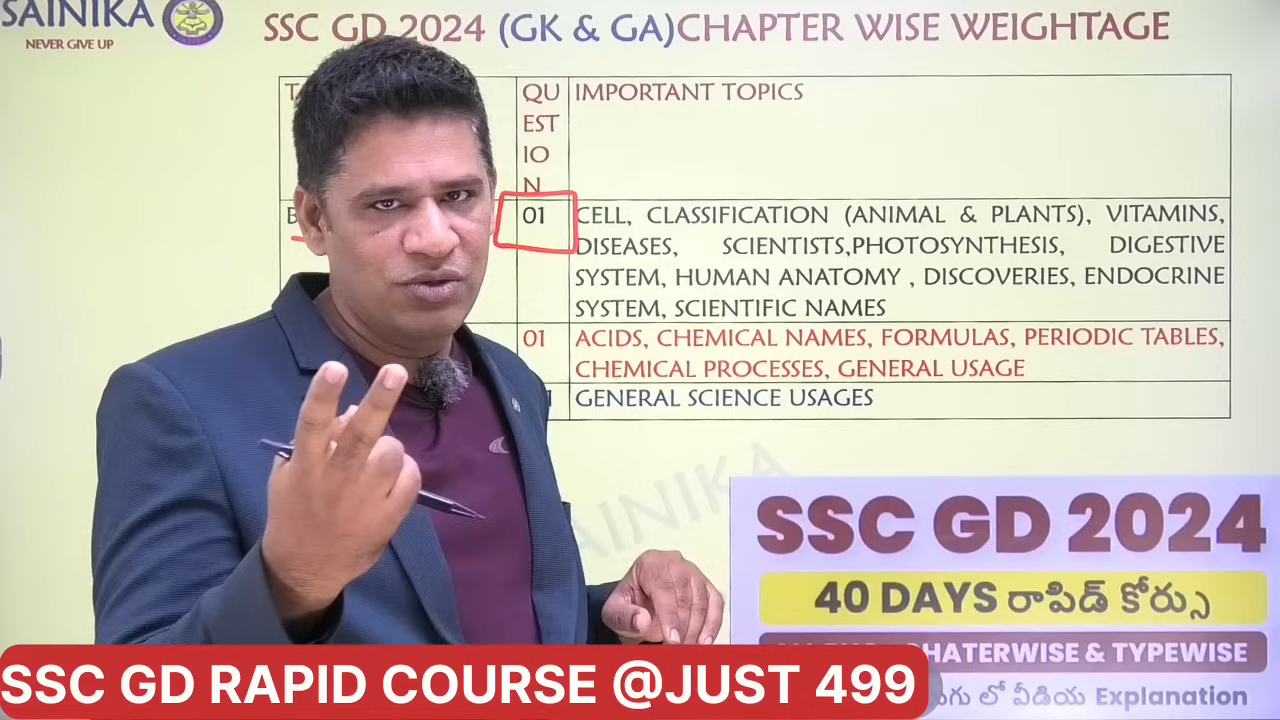 SAINIKA
NEVER GIVE UP
SSC GD 2024 (GK & GA)CHAPTER WISE WEIGHTAGE
QU
EST
IO
N
IMPORTANT TOPICS
01
CELL, CLASSIFICATION (ANIMAL & PLANTS), VITAMINS,
DISEASES, SCIENTISTS,PHOTOSYNTHESIS, DIGESTIVE
SYSTEM, HUMAN ANATOMY , DISCOVERIES, ENDOCRINE
SYSTEM, SCIENTIFIC NAMES
01
ACIDS, CHEMICAL NAMES, FORMULAS, PERIODIC TABLES,
CHEMICAL PROCESSES, GENERAL USAGE
GENERAL SCIENCE USAGES
SAINIKA
SSC GD 2024
40 DAYS రాపిడ్ కోర్సు
CHATERWISE & TYPEWISE
లో వీడియ Explanation
SSC GD RAPID COURSE @JUST 499